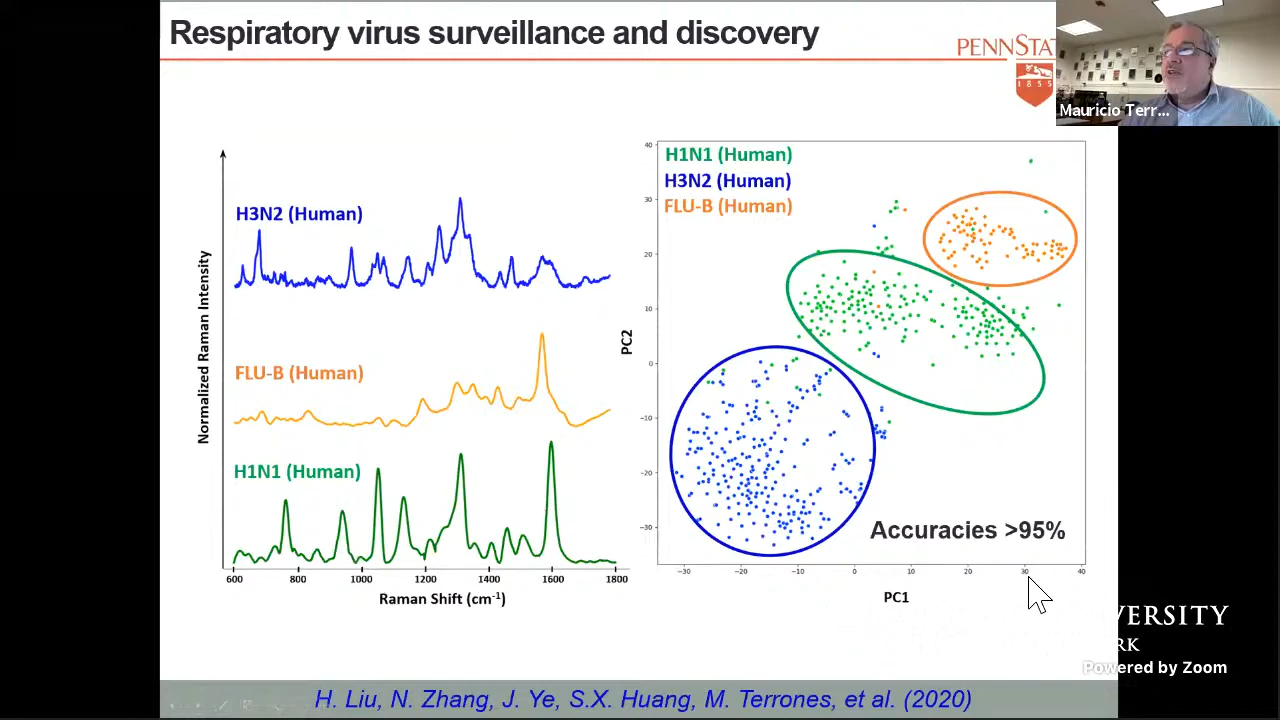 Respiratory virus surveillance and discovery
PENNSTA
1855
Mauricio Terr...
H3N2 (Human)
FLU-B (Human)
H1N1 (Human)
Normalized Raman Intensity
600 800 1000 1200 1400 1600 1800
Raman Shift (cm⁻¹)
H1N1 (Human)
H3N2 (Human)
FLU-B (Human)
40
30
20
10
0
−10
−20
−30
PC2
Accuracies >95%
−30 −20 −10 0 10 20 30 40
PC1
VERSITY
RK
Powered by Zoom
H. Liu, N. Zhang, J. Ye, S.X. Huang, M. Terrones, et al. (2020)